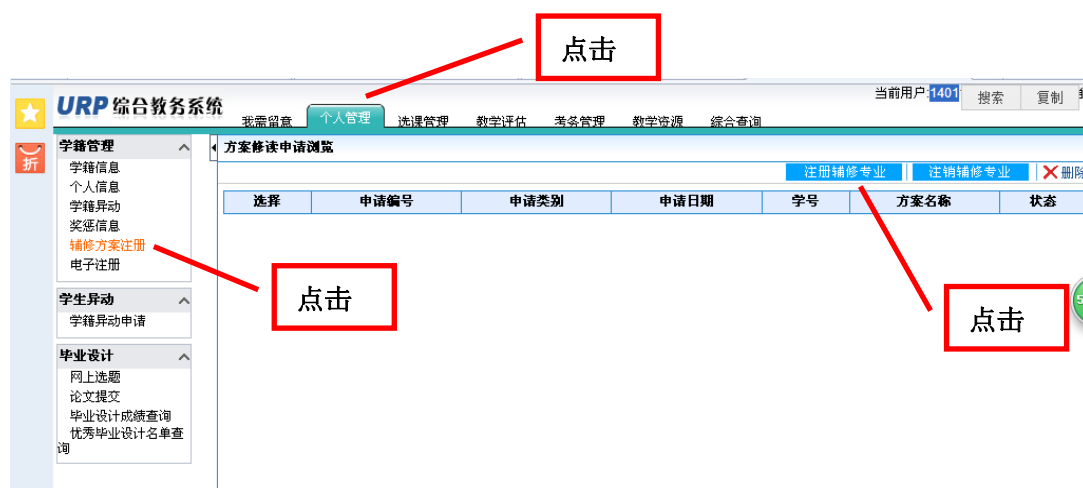 点击
URP 综合教务系统
当前用户:1401
搜索
复制
我需留意
个人管理
选课管理
教学评估
考务管理
教学资源
综合查询
折
学籍管理
学籍信息
个人信息
学籍异动
奖惩信息
辅修方案注册
电子注册
学生异动
学籍异动申请
毕业设计
网上选题
论文提交
毕业设计成绩查询
优秀毕业设计名单查
询
方案修读申请浏览
注册辅修专业
注销辅修专业
删除
选择
申请编号
申请类别
申请日期
学号
方案名称
状态
点击
点击